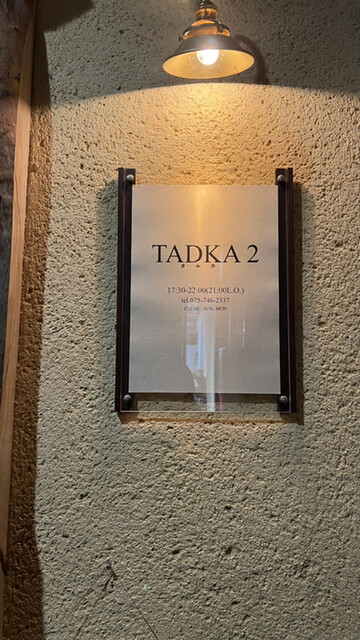 TADKA 2
タルカ
17:30-22:00(21:00L.O.)
tel.075-746-2337
CLOSE / SUN, MON